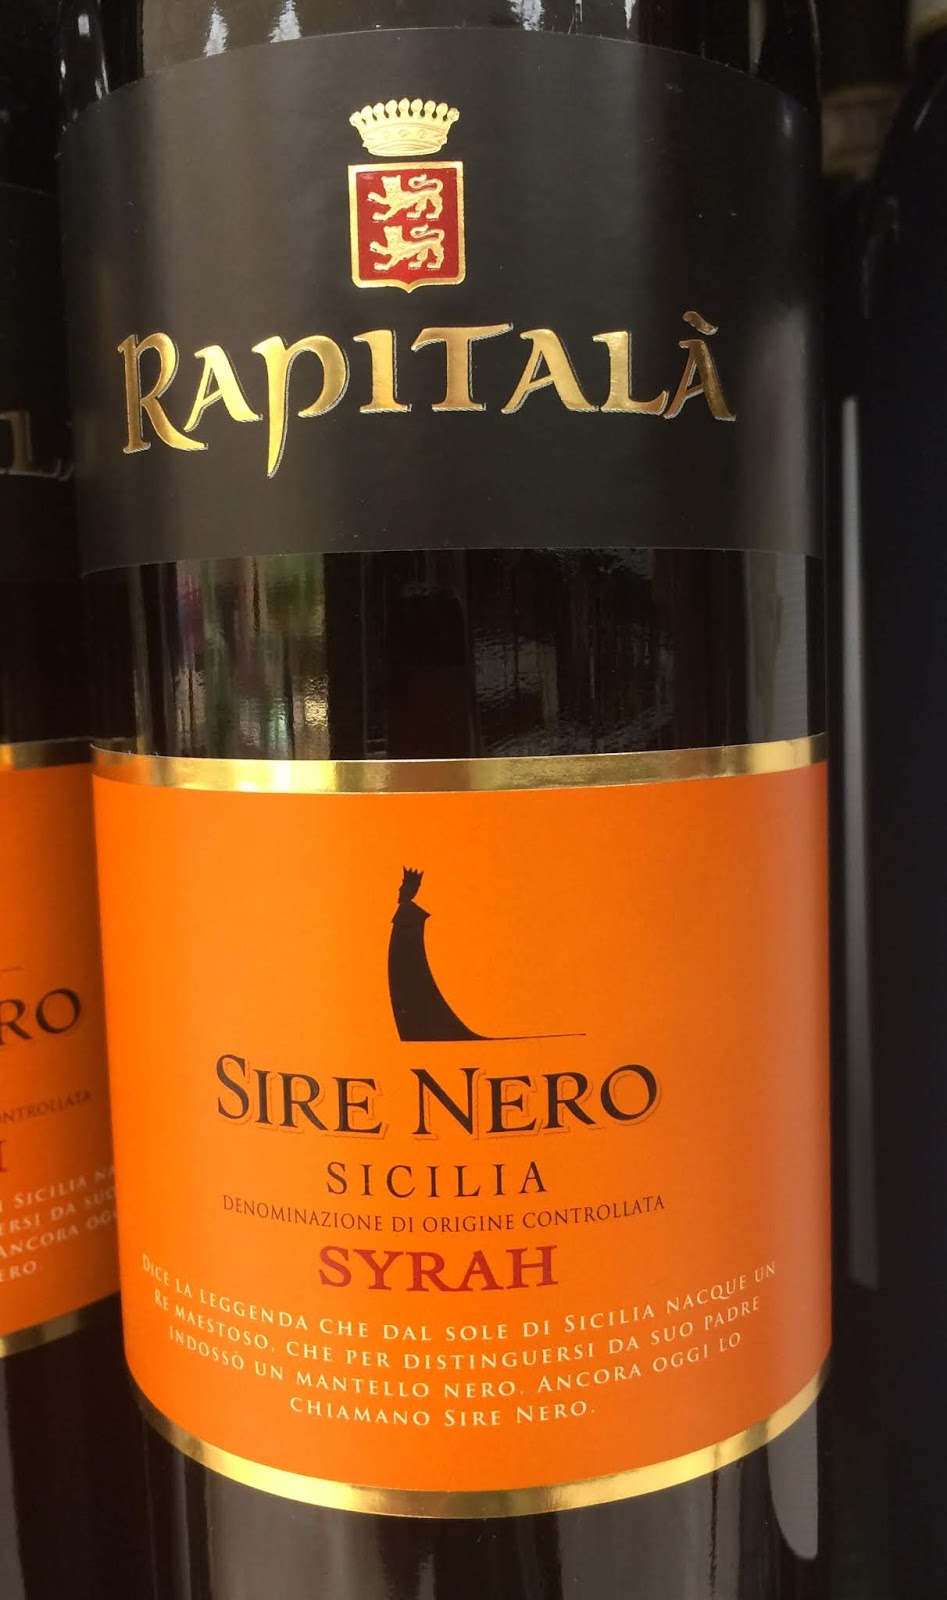 RAPITALÀ
SIRE NERO
SICILIA
DENOMINAZIONE DI ORIGINE CONTROLLATA
SYRAH
DICE LA LEGGENDA CHE DAL SOLE DI SICILIA NACQUE UN
RE MAESTOSO, CHE PER DISTINGUERSI DA SUO PADRE
INDOSSÒ UN MANTELLO NERO. ANCORA OGGI LO
CHIAMANO SIRE NERO.